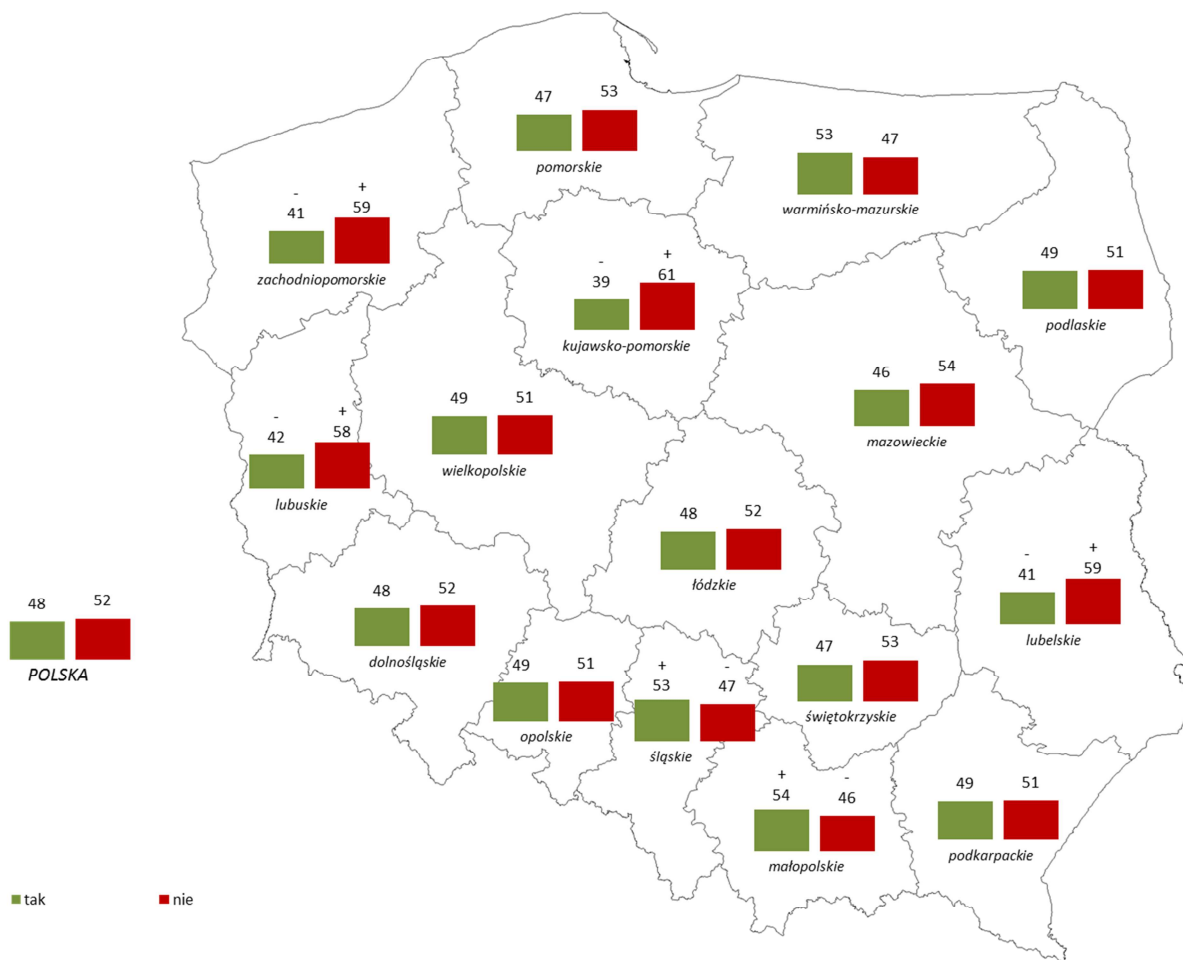 47 53
pomorskie
53 47
warmińsko-mazurskie
- +
41 59
zachodniopomorskie
- +
39 61
kujawsko-pomorskie
49 51
podlaskie
46 54
mazowieckie
49 51
wielkopolskie
- +
42 58
lubuskie
48 52
łódzkie
- +
41 59
lubelskie
48 52
POLSKA
48 52
dolnośląskie
49 51
opolskie
+ -
53 47
śląskie
47 53
świętokrzyskie
+ -
54 46
małopolskie
49 51
podkarpackie
tak nie